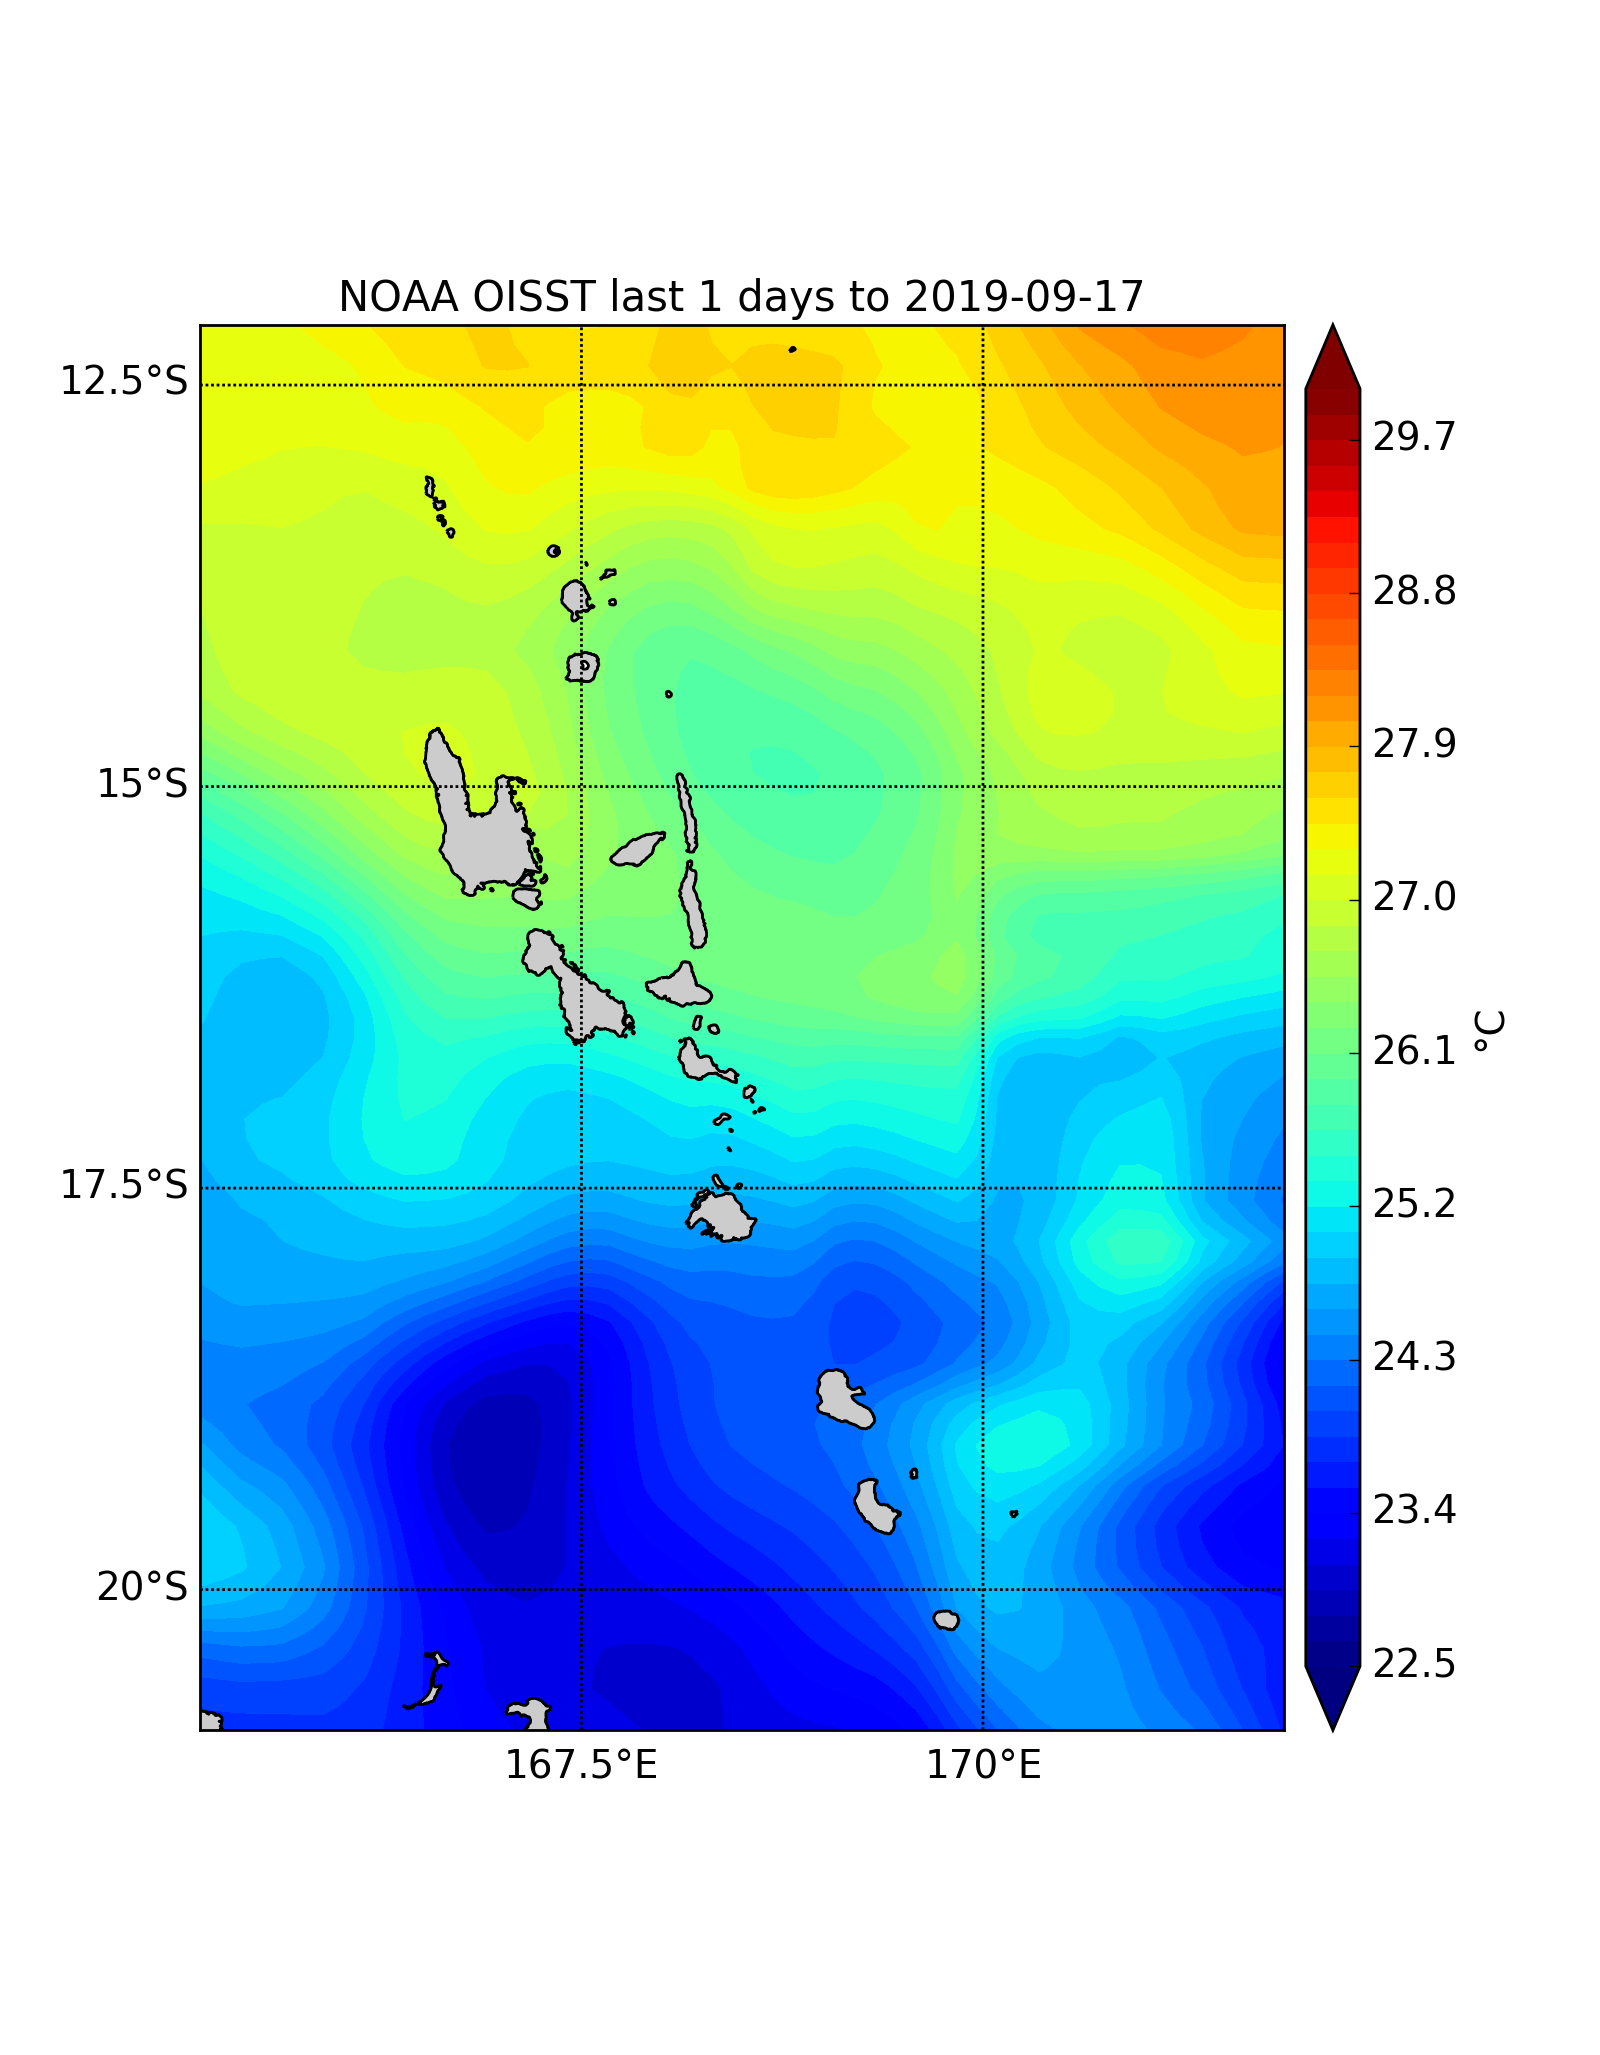 NOAA OISST last 1 days to 2019-09-17
12.5°S
15°S
17.5°S
20°S
167.5°E
170°E
29.7
28.8
27.9
27.0
26.1
25.2
24.3
23.4
22.5
°C